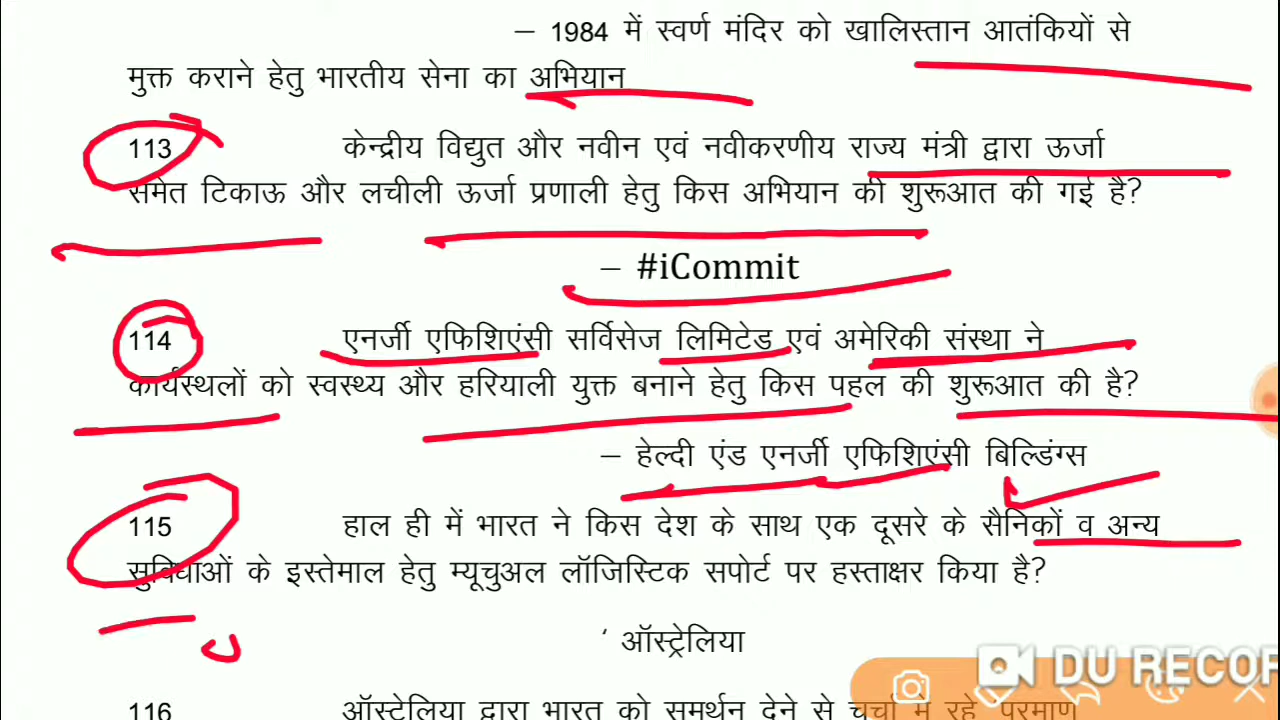 – 1984 में स्वर्ण मंदिर को खालिस्तान आतंकियों से
मुक्त कराने हेतु भारतीय सेना का अभियान
113 केन्द्रीय विद्युत और नवीन एवं नवीकरणीय राज्य मंत्री द्वारा ऊर्जा
समेत टिकाऊ और लचीली ऊर्जा प्रणाली हेतु किस अभियान की शुरूआत की गई है?
– #iCommit
114 एनर्जी एफिशिएंसी सर्विसेज लिमिटेड एवं अमेरिकी संस्था ने
कार्यस्थलों को स्वस्थ्य और हरियाली युक्त बनाने हेतु किस पहल की शुरूआत की है?
– हेल्दी एंड एनर्जी एफिशिएंसी बिल्डिंग्स
115 हाल ही में भारत ने किस देश के साथ एक दूसरे के सैनिकों व अन्य
सुविधाओं के इस्तेमाल हेतु म्यूचुअल लॉजिस्टिक सपोर्ट पर हस्ताक्षर किया है?
‘ ऑस्ट्रेलिया
DU RECOR
116 ऑस्ट्रेलिया द्वारा भारत को समर्थन देने से चर्चा में रहे, परमाणु